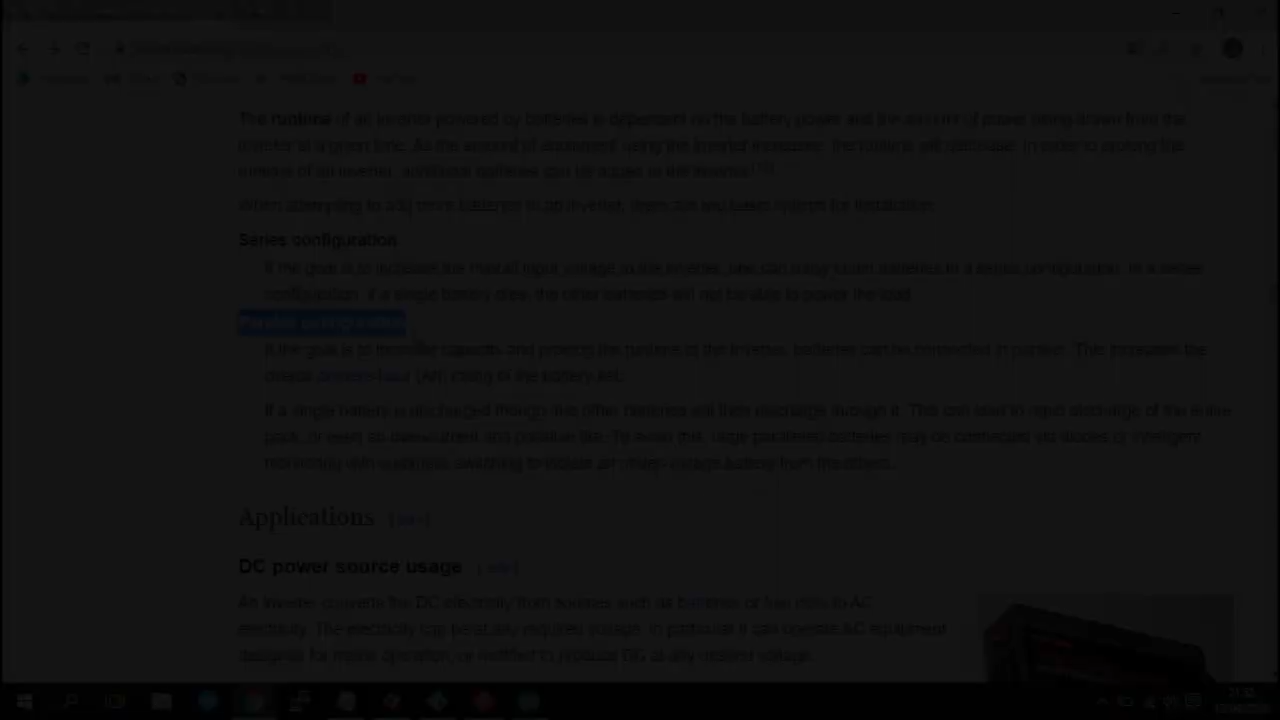 The runtime of an inverter powered by batteries is dependent on the battery power and the amount of power being drawn from the
inverter at a given time. As the amount of equipment using the inverter increases, the runtime will decrease. In order to prolong the
runtime of an inverter, additional batteries can be added to the inverter.
When attempting to add more batteries to an inverter, there are two basic options for installation:
Series configuration
If the goal is to increase the overall input voltage to the inverter, one can daisy chain batteries in a series configuration. In a series
configuration, if a single battery dies, the other batteries will not be able to power the load.
Parallel configuration
If the goal is to increase capacity and prolong the runtime of the inverter, batteries can be connected in parallel. This increases the
overall ampere-hour (Ah) rating of the battery set.
If a single battery is discharged though, the other batteries will then discharge through it. This can lead to rapid discharge of the entire
pack, or even an overcurrent and possible fire. To avoid this, large paralleled batteries may be connected via diodes or intelligent
monitoring with automatic switching to isolate an under-voltage battery from the others.
Applications
DC power source usage
An inverter converts the DC electricity from sources such as batteries or fuel cells to AC
electricity. The electricity can be at any required voltage; in particular it can operate AC equipment
designed for mains operation, or rectified to produce DC at any desired voltage.